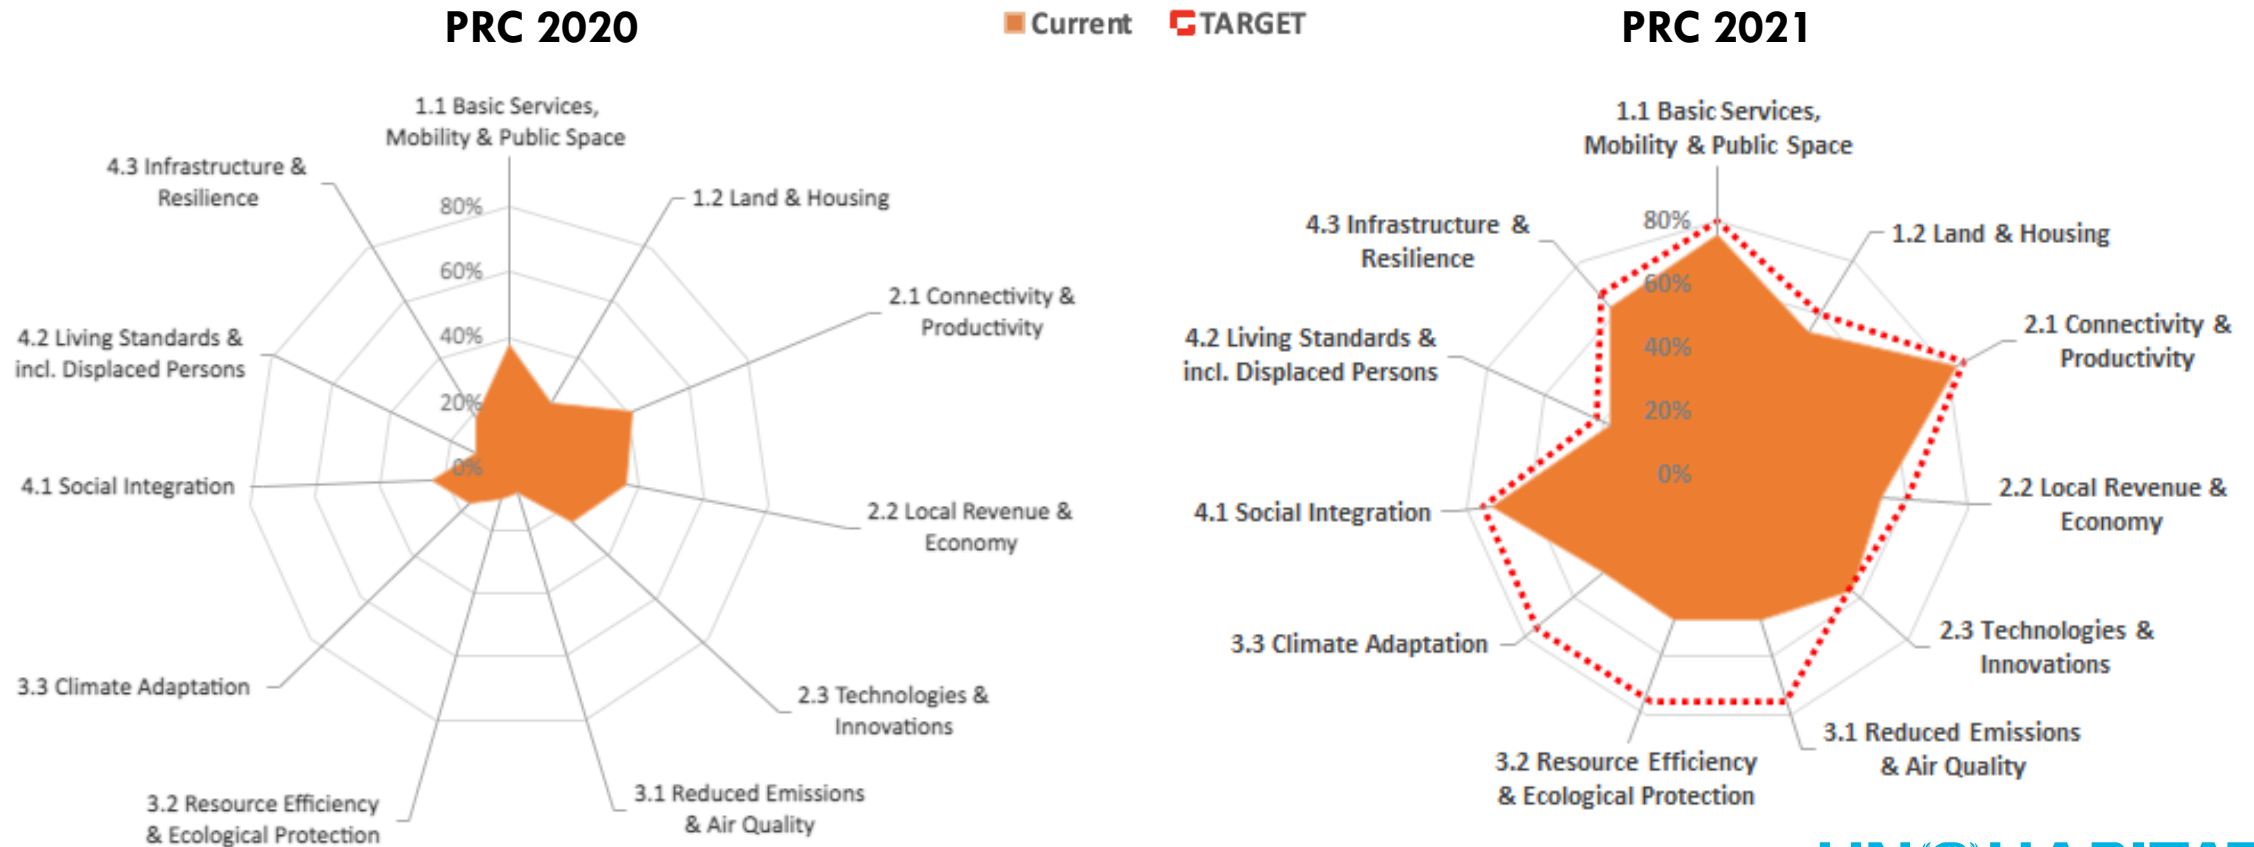 PRC 2020
Current TARGET
PRC 2021
1.1 Basic Services,
Mobility & Public Space
4.3 Infrastructure &
Resilience
1.2 Land & Housing
80%
60%
40%
20%
0%
2.1 Connectivity &
Productivity
4.2 Living Standards &
incl. Displaced Persons
4.1 Social Integration
2.2 Local Revenue &
Economy
3.3 Climate Adaptation
2.3 Technologies &
Innovations
3.2 Resource Efficiency
& Ecological Protection
3.1 Reduced Emissions
& Air Quality
1.1 Basic Services,
Mobility & Public Space
4.3 Infrastructure &
Resilience
1.2 Land & Housing
80%
60%
40%
20%
0%
2.1 Connectivity &
Productivity
4.2 Living Standards &
incl. Displaced Persons
4.1 Social Integration
2.2 Local Revenue &
Economy
3.3 Climate Adaptation
2.3 Technologies &
Innovations
3.1 Reduced Emissions
& Air Quality
3.2 Resource Efficiency
& Ecological Protection